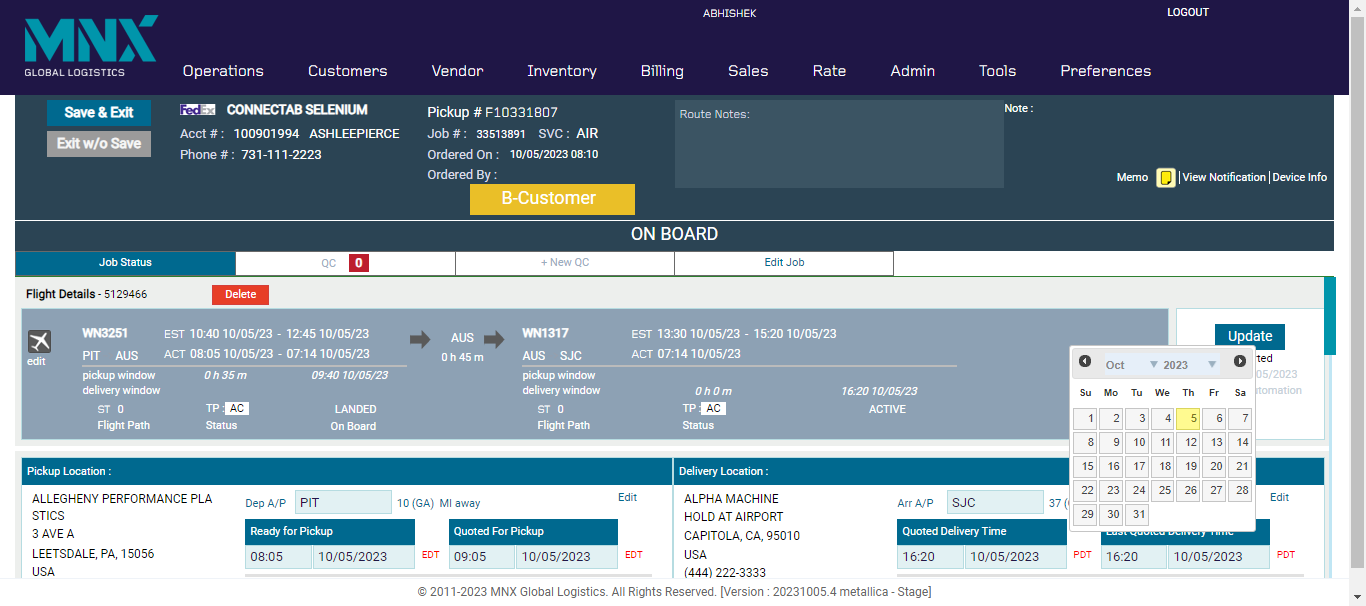 ABHISHEK
LOGOUT
MNX
GLOBAL LOGISTICS
Operations Customers Vendor Inventory Billing Sales Rate Admin Tools Preferences
Save & Exit
Exit w/o Save
FedEx CONNECTAB SELENIUM
Acct # : 100901994 ASHLEEPIERCE
Phone # : 731-111-2223
Pickup # F10331807
Job # : 33513891 SVC : AIR
Ordered On : 10/05/2023 08:10
Ordered By :
B-Customer
Route Notes:
Note :
Memo | View Notification | Device Info
ON BOARD
Job Status QC 0 + New QC Edit Job
Flight Details - 5129466 Delete
edit
WN3251 EST 10:40 10/05/23 - 12:45 10/05/23
PIT AUS ACT 08:05 10/05/23 - 07:14 10/05/23
pickup window 0 h 35 m 09:40 10/05/23
delivery window
ST 0 TP : AC LANDED
Flight Path Status On Board
AUS
0 h 45 m
WN1317 EST 13:30 10/05/23 - 15:20 10/05/23
AUS SJC ACT 07:14 10/05/23
pickup window
delivery window 0 h 0 m 16:20 10/05/23
ST 0 TP : AC ACTIVE
Flight Path Status
Update
rted
05/2023
tomation
Oct 2023
Su Mo Tu We Th Fr Sa
1 2 3 4 5 6 7
8 9 10 11 12 13 14
15 16 17 18 19 20 21
22 23 24 25 26 27 28
29 30 31
Pickup Location :
ALLEGHENY PERFORMANCE PLA
STICS
3 AVE A
LEETSDALE, PA, 15056
USA
Dep A/P PIT 10 (GA) MI away Edit
Ready for Pickup Quoted For Pickup
08:05 10/05/2023 EDT 09:05 10/05/2023 EDT
Delivery Location :
ALPHA MACHINE
HOLD AT AIRPORT
CAPITOLA, CA, 95010
USA
(444) 222-3333
Arr A/P SJC 37 ( Edit
Quoted Delivery Time Last Quoted Delivery Time
16:20 10/05/2023 PDT 16:20 10/05/2023 PDT
© 2011-2023 MNX Global Logistics. All Rights Reserved. [Version : 20231005.4 metallica - Stage]